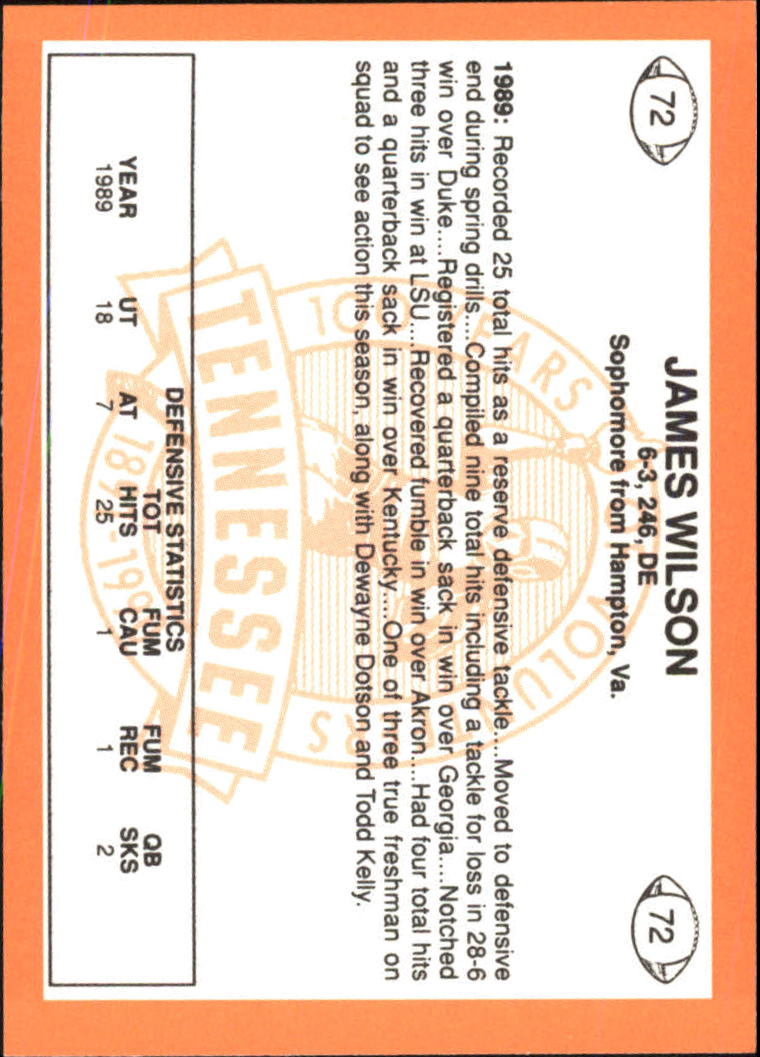 72
72
JAMES WILSON
6-3, 246, DE
Sophomore from Hampton, Va.
1989: Recorded 25 total hits as a reserve defensive tackle....Moved to defensive
end during spring drills....Compiled nine total hits including a tackle for loss in 28-6
win over Duke....Registered a quarterback sack in win over Georgia....Notched
three hits in win at LSU....Recovered fumble in win over Akron....Had four total hits
and a quarterback sack in win over Kentucky....One of three true freshman on
squad to see action this season, along with Dewayne Dotson and Todd Kelly.
100 YEARS
VOLUNTEERS
TENNESSEE
DEFENSIVE STATISTICS
TOT FUM FUM QB
YEAR UT AT HITS CAU REC SKS
1989 18 7 25 1 1 2